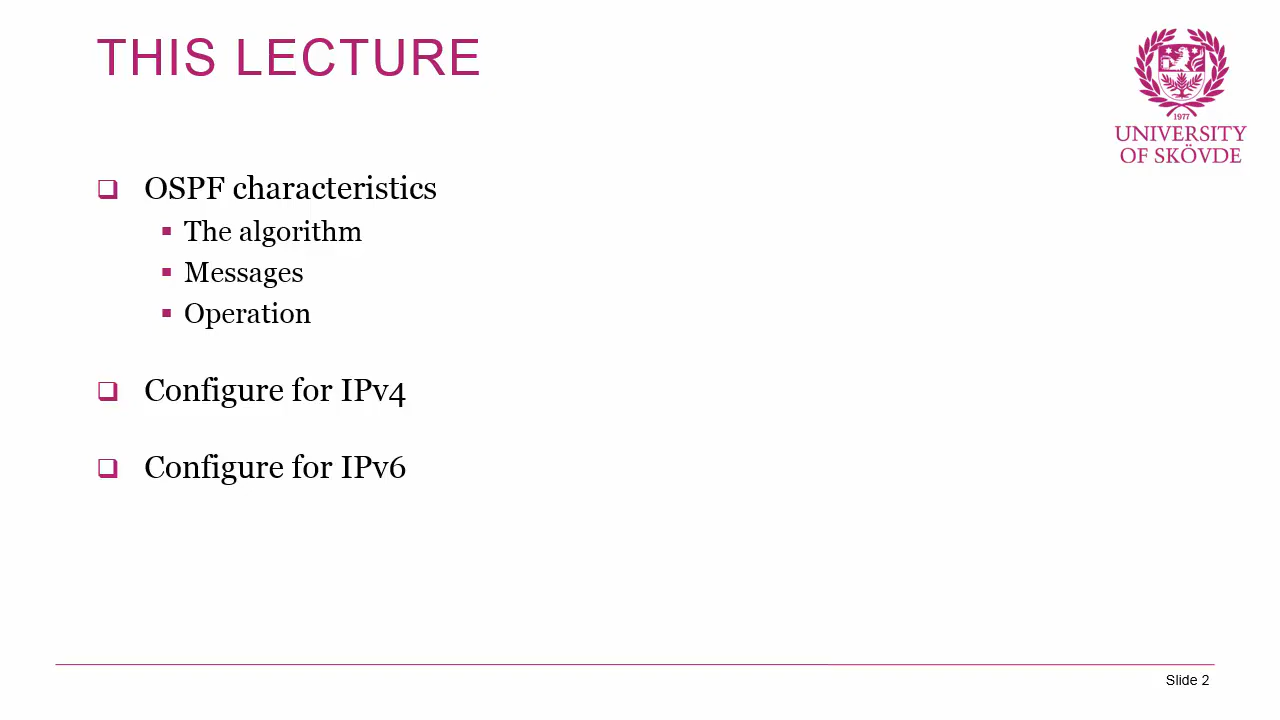 THIS LECTURE
1977
UNIVERSITY
OF SKÖVDE
OSPF characteristics
The algorithm
Messages
Operation
Configure for IPv4
Configure for IPv6
Slide 2